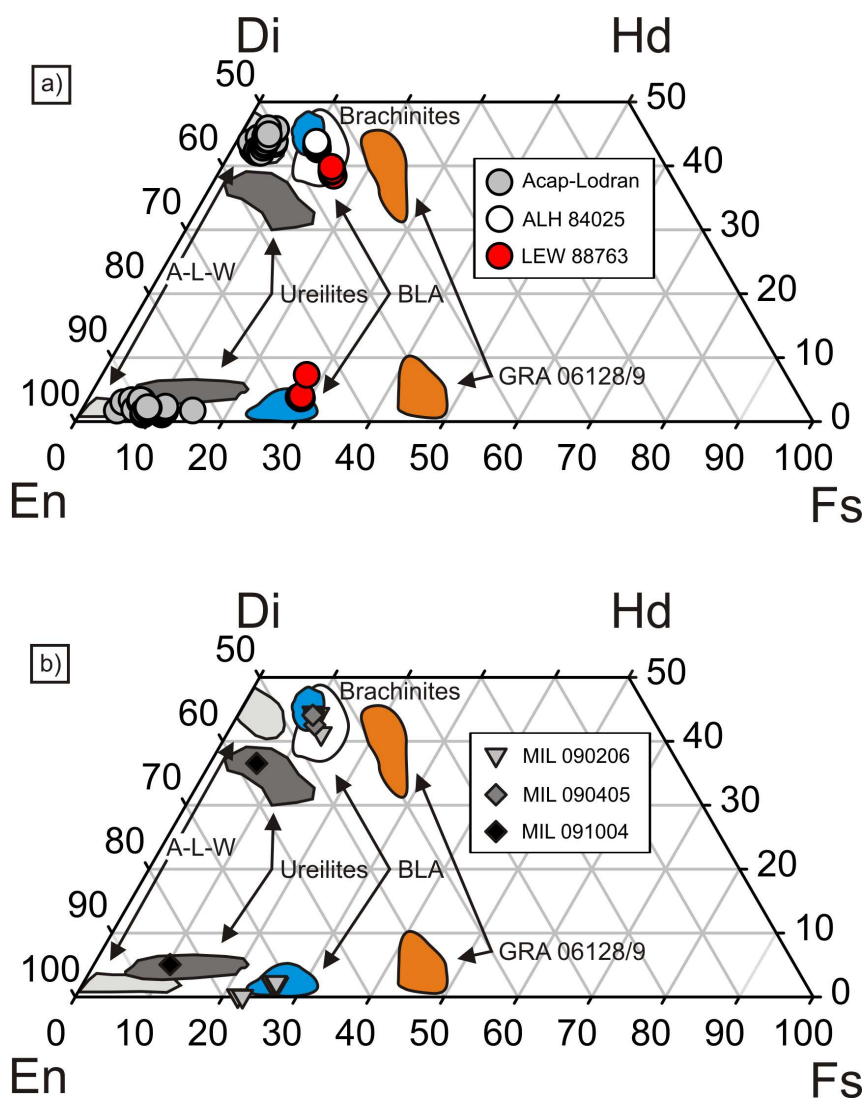 Di Hd
a)
50 50
Brachinites
60 40
Acap-Lodran
70 ALH 84025 30
LEW 88763
80 A-L-W 20
Ureilites BLA
90 10
GRA 06128/9
100 0
0 10 20 30 40 50 60 70 80 90 100
En Fs
Di Hd
b)
50 50
Brachinites
60 40
MIL 090206
70 MIL 090405 30
MIL 091004
80 A-L-W 20
Ureilites BLA
90 10
GRA 06128/9
100 0
0 10 20 30 40 50 60 70 80 90 100
En Fs